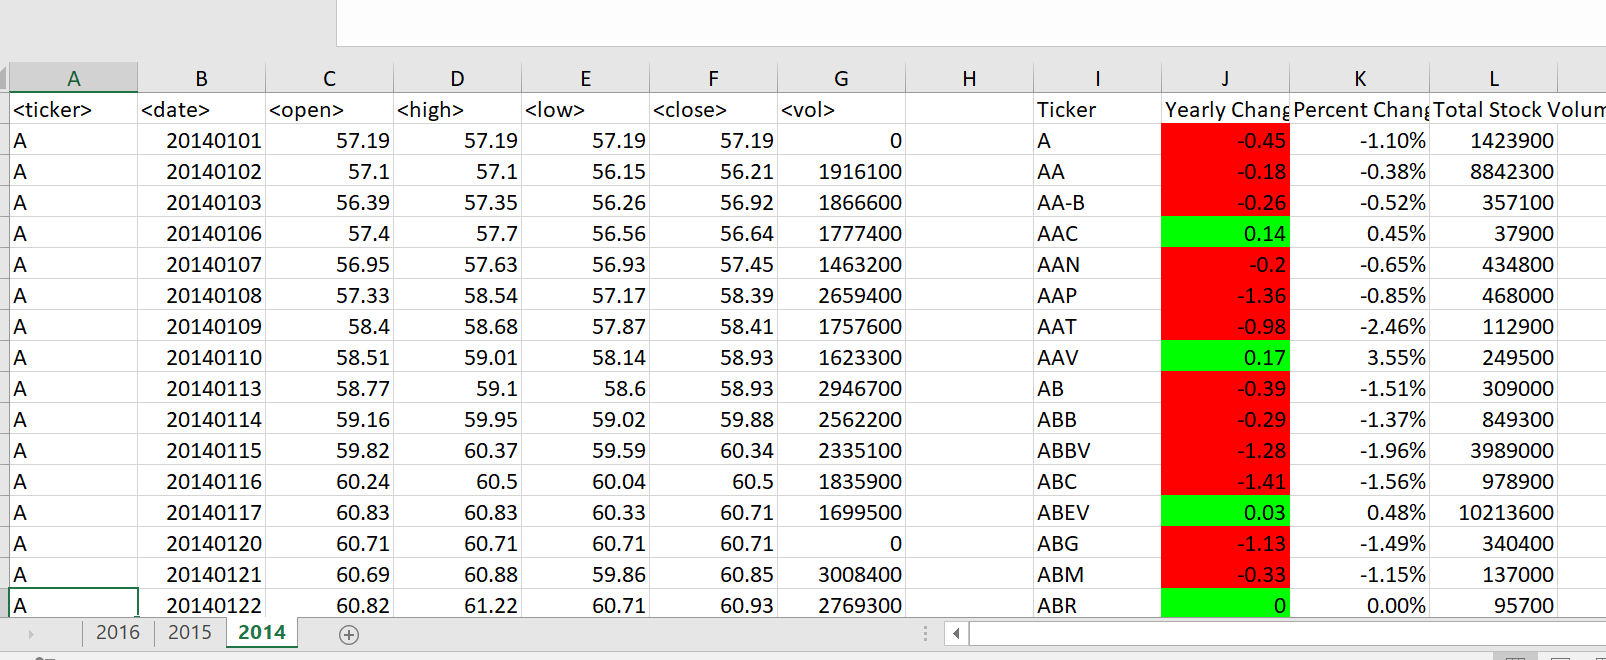 A B C D E F G H I J K L
<ticker> <date> <open> <high> <low> <close> <vol> Ticker Yearly Chang Percent Chang Total Stock Volum
A 20140101 57.19 57.19 57.19 57.19 0 A -0.45 -1.10% 1423900
A 20140102 57.1 57.1 56.15 56.21 1916100 AA -0.18 -0.38% 8842300
A 20140103 56.39 57.35 56.26 56.92 1866600 AA-B -0.26 -0.52% 357100
A 20140106 57.4 57.7 56.56 56.64 1777400 AAC 0.14 0.45% 37900
A 20140107 56.95 57.63 56.93 57.45 1463200 AAN -0.2 -0.65% 434800
A 20140108 57.33 58.54 57.17 58.39 2659400 AAP -1.36 -0.85% 468000
A 20140109 58.4 58.68 57.87 58.41 1757600 AAT -0.98 -2.46% 112900
A 20140110 58.51 59.01 58.14 58.93 1623300 AAV 0.17 3.55% 249500
A 20140113 58.77 59.1 58.6 58.93 2946700 AB -0.39 -1.51% 309000
A 20140114 59.16 59.95 59.02 59.88 2562200 ABB -0.29 -1.37% 849300
A 20140115 59.82 60.37 59.59 60.34 2335100 ABBV -1.28 -1.96% 3989000
A 20140116 60.24 60.5 60.04 60.5 1835900 ABC -1.41 -1.56% 978900
A 20140117 60.83 60.83 60.33 60.71 1699500 ABEV 0.03 0.48% 10213600
A 20140120 60.71 60.71 60.71 60.71 0 ABG -1.13 -1.49% 340400
A 20140121 60.69 60.88 59.86 60.85 3008400 ABM -0.33 -1.15% 137000
A 20140122 60.82 61.22 60.71 60.93 2769300 ABR 0 0.00% 95700
2016 2015 2014